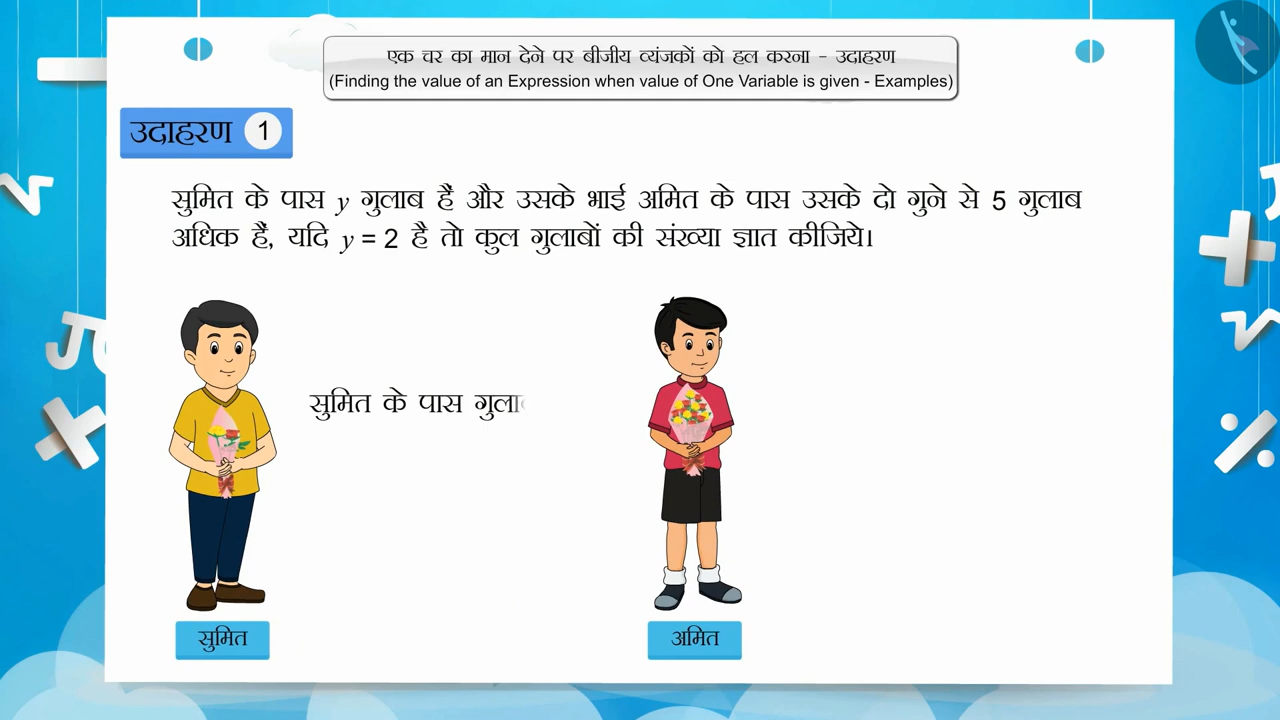 एक चर का मान देने पर बीजीय व्यंजकों को हल करना - उदाहरण
(Finding the value of an Expression when value of One Variable is given - Examples)
उदाहरण 1
सुमित के पास y गुलाब हैं और उसके भाई अमित के पास उसके दो गुने से 5 गुलाब
अधिक हैं, यदि y = 2 है तो कुल गुलाबों की संख्या ज्ञात कीजिये।
सुमित के पास
सुमित
अमित